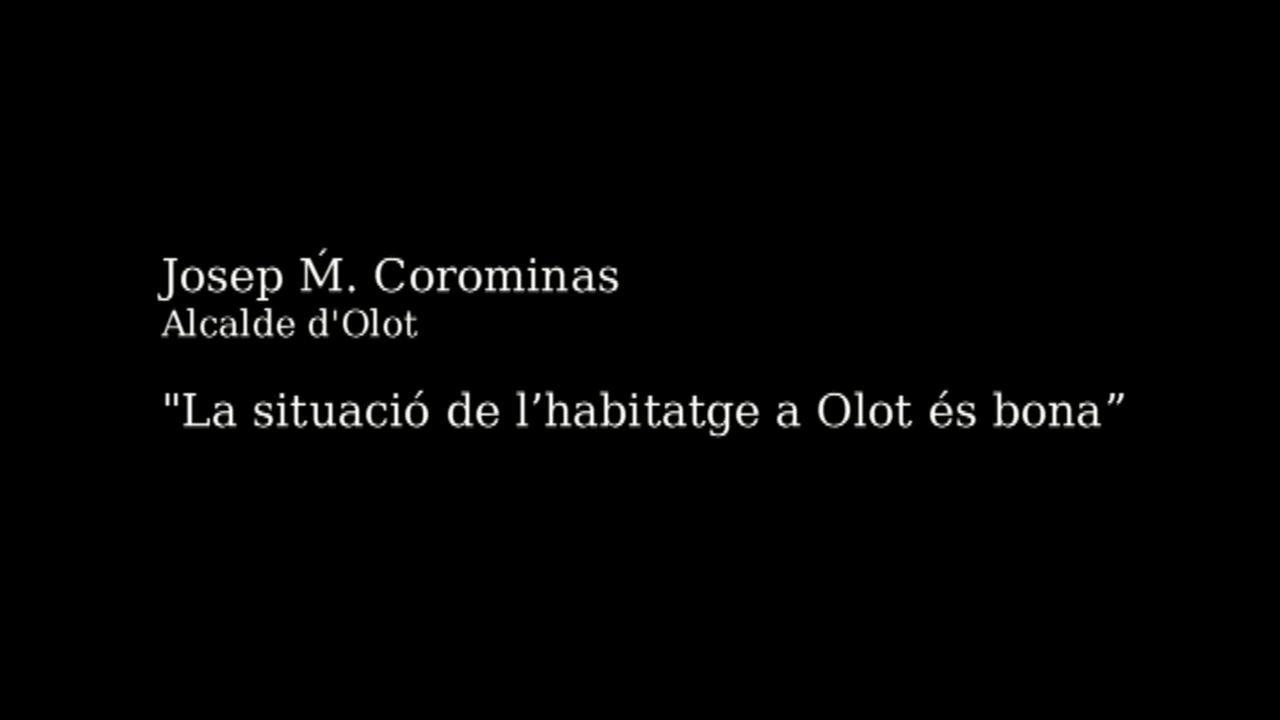 Josep Ḿ. Corominas
Alcalde d'Olot
"La situació de l’habitatge a Olot és bona”